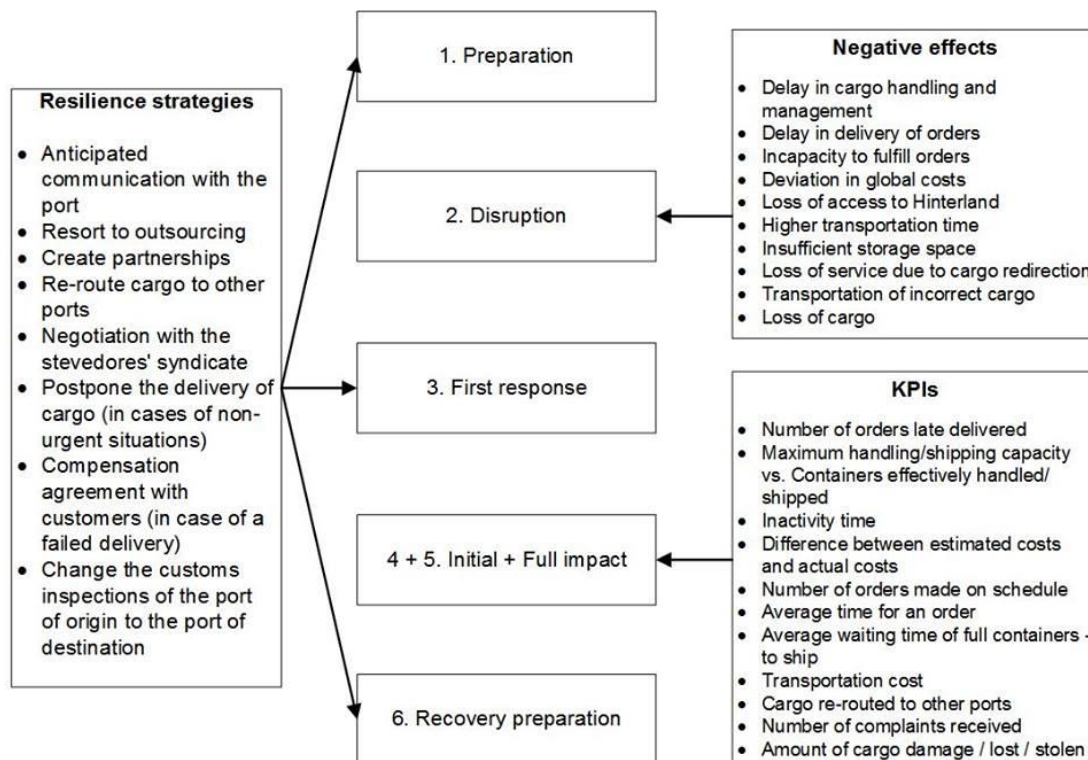 Resilience strategies
• Anticipated
communication with the
port
• Resort to outsourcing
• Create partnerships
• Re-route cargo to other
ports
• Negotiation with the
stevedores' syndicate
• Postpone the delivery of
cargo (in cases of non-
urgent situations)
• Compensation
agreement with
customers (in case of a
failed delivery)
• Change the customs
inspections of the port
of origin to the port of
destination
1. Preparation
2. Disruption
3. First response
4 + 5. Initial + Full impact
6. Recovery preparation
Negative effects
• Delay in cargo handling and
management
• Delay in delivery of orders
• Incapacity to fulfill orders
• Deviation in global costs
• Loss of access to Hinterland
• Higher transportation time
• Insufficient storage space
• Loss of service due to cargo redirection
• Transportation of incorrect cargo
• Loss of cargo
KPIs
• Number of orders late delivered
• Maximum handling/shipping capacity
vs. Containers effectively handled/
shipped
• Inactivity time
• Difference between estimated costs
and actual costs
• Number of orders made on schedule
• Average time for an order
• Average waiting time of full containers -
to ship
• Transportation cost
• Cargo re-routed to other ports
• Number of complaints received
• Amount of cargo damage / lost / stolen